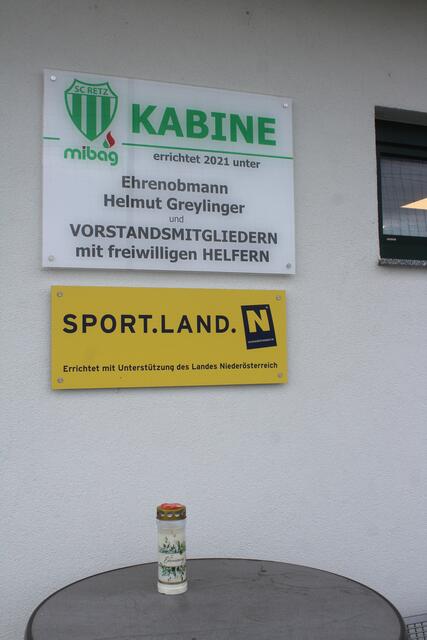 SC RETZ
mibag
KABINE
errichtet 2021 unter
Ehrenobmann
Helmut Greylinger
und
VORSTANDSMITGLIEDERN
mit freiwilligen HELFERN
SPORT.LAND.N
Errichtet mit Unterstützung des Landes Niederösterreich